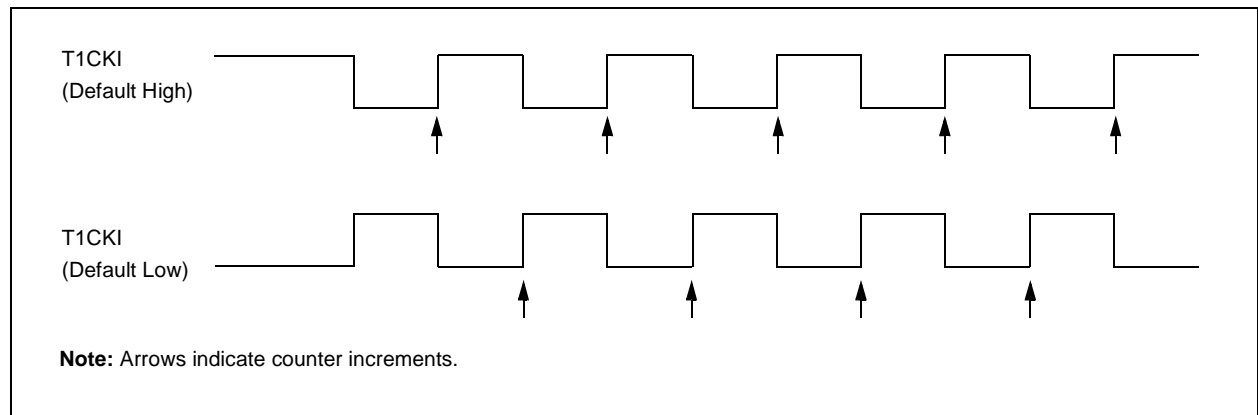 T1CKI
(Default High)
T1CKI
(Default Low)
Note: Arrows indicate counter increments.